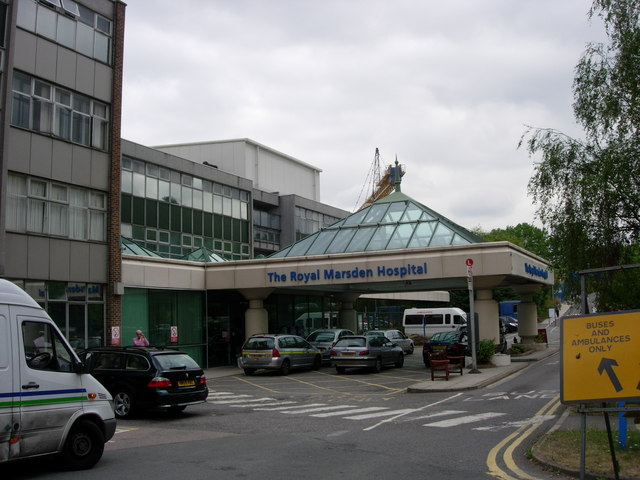 The Royal Marsden Hospital
BUSES AND
AMBULANCES
ONLY